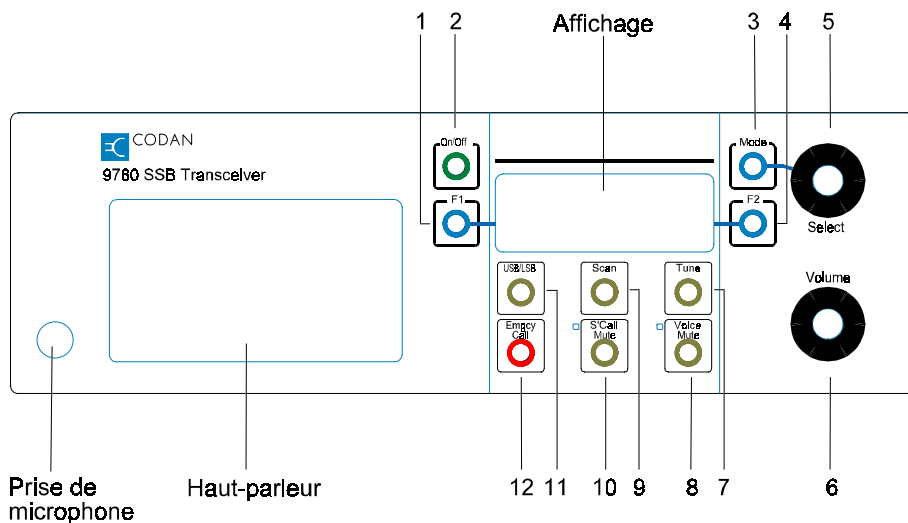 1 2 Affichage 3 4 5
CODAN
9780 SSB Transceiver
On/Off
Mode
F1
F2
Select
USB/LSB
Scan
Tune
Volume
Emgcy
Call
S'Call
Mute
Voice
Mute
Prise de
microphone
Haut-parleur
12 11 10 9 8 7 6